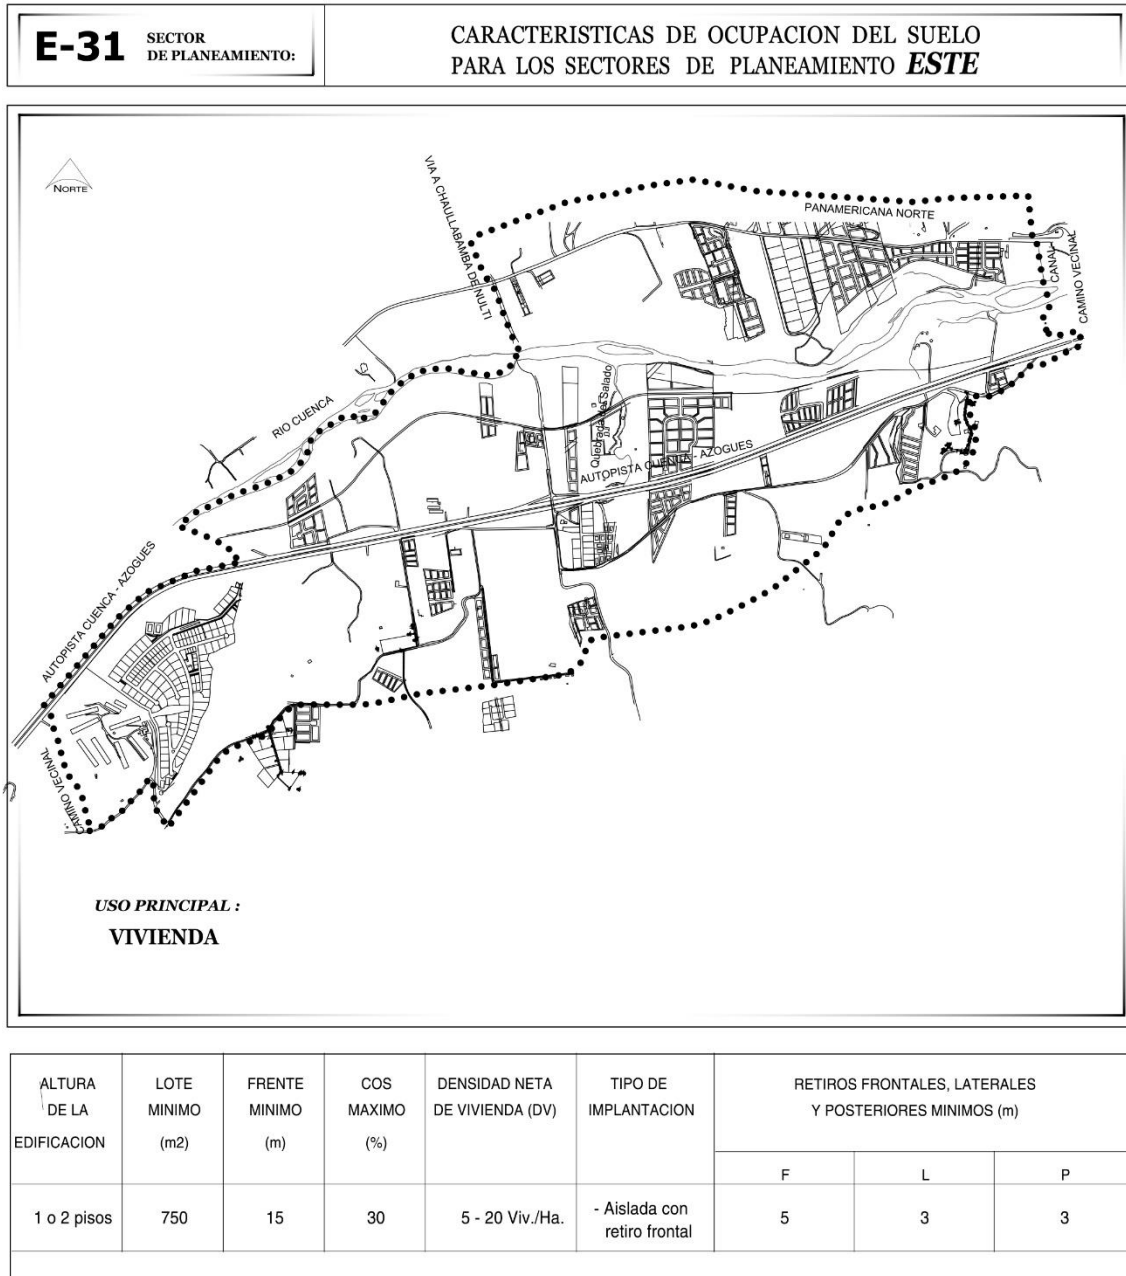 E-31
SECTOR
DE PLANEAMIENTO:
CARACTERISTICAS DE OCUPACION DEL SUELO
PARA LOS SECTORES DE PLANEAMIENTO ESTE
NORTE
VIA A CHAULLABAMBA DE NULTI
PANAMERICANA NORTE
CANAL
CAMINO VECINAL
RIO CUENCA
Quebrada del Salado
AUTOPISTA CUENCA - AZOGUES
AUTOPISTA CUENCA - AZOGUES
CAMINO VECINAL
USO PRINCIPAL :
VIVIENDA
ALTURA
DE LA
EDIFICACION
LOTE
MINIMO
(m2)
FRENTE
MINIMO
(m)
COS
MAXIMO
(%)
DENSIDAD NETA
DE VIVIENDA (DV)
TIPO DE
IMPLANTACION
RETIROS FRONTALES, LATERALES
Y POSTERIORES MINIMOS (m)
F
L
P
1 o 2 pisos
750
15
30
5 - 20 Viv./Ha.
- Aislada con
retiro frontal
5
3
3